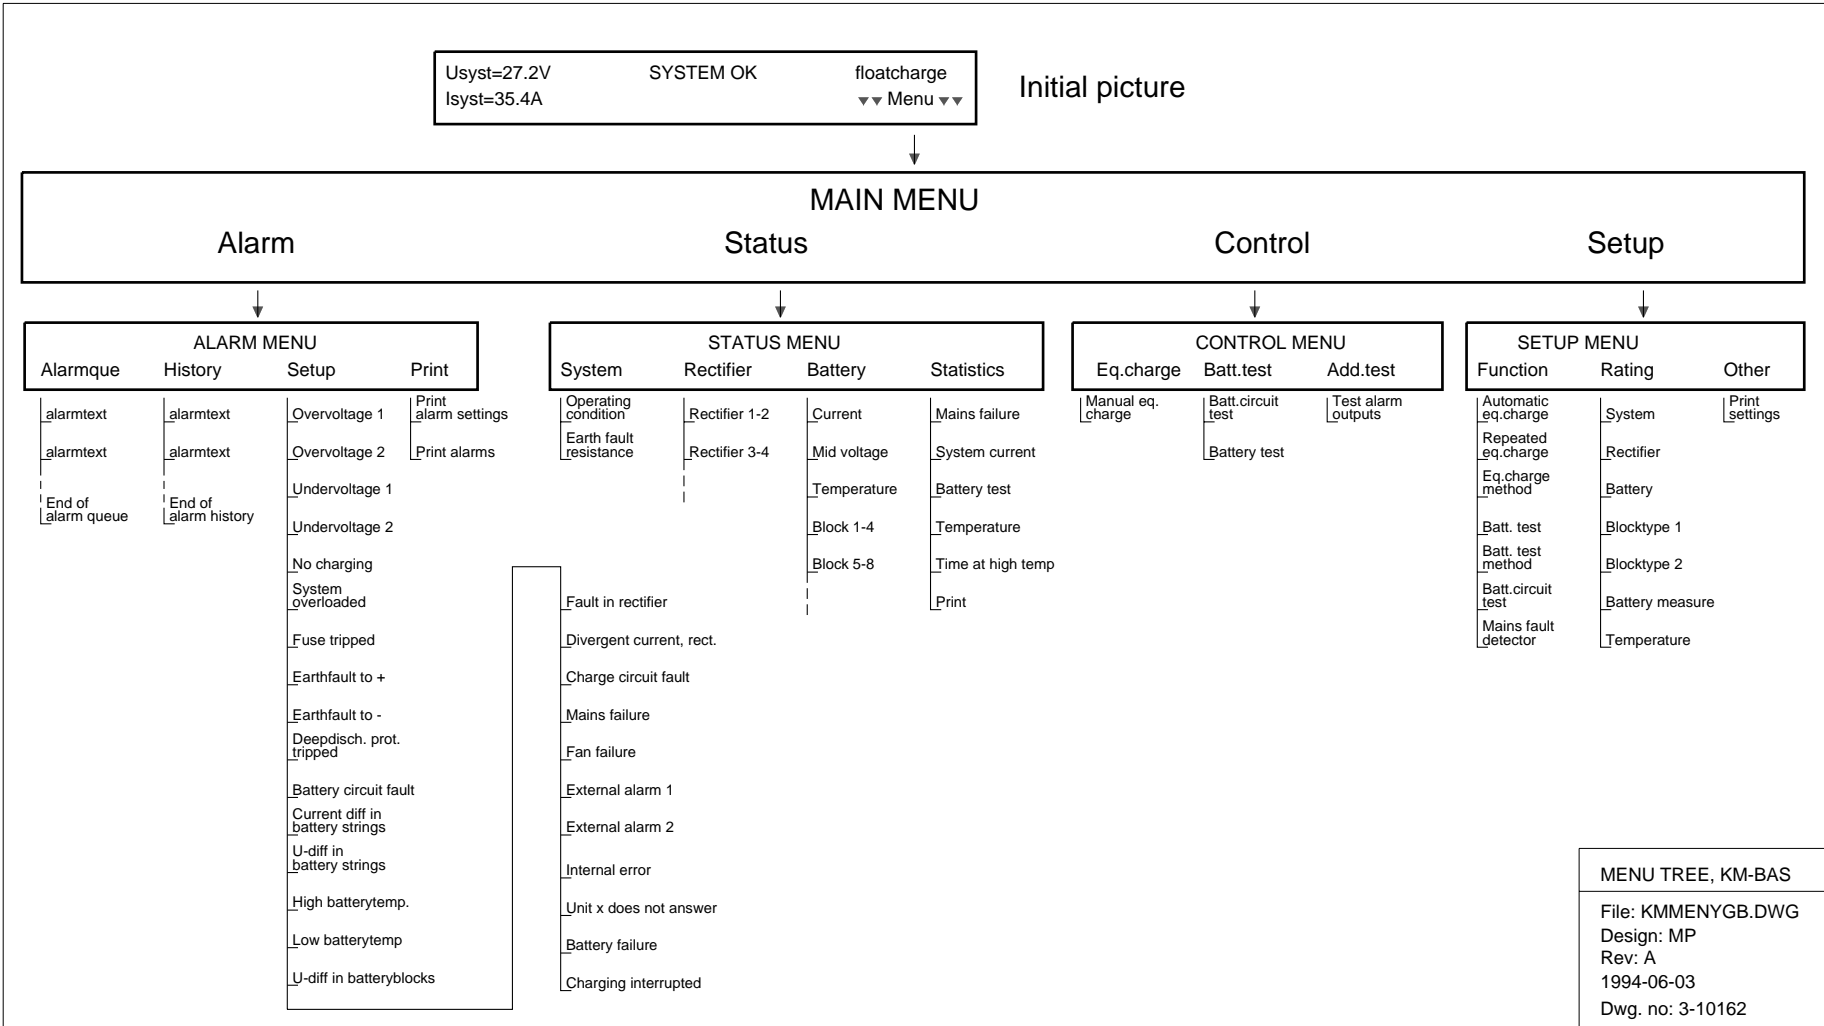 Usyst=27.2V SYSTEM OK floatcharge
Isyst=35.4A Menu
Initial picture
MAIN MENU
Alarm Status Control Setup
ALARM MENU
Alarmque History Setup Print
alarmtext
alarmtext
End of
alarm queue
alarmtext
alarmtext
End of
alarm history
Overvoltage 1
Overvoltage 2
Undervoltage 1
Undervoltage 2
No charging
System
overloaded
Fuse tripped
Earthfault to +
Earthfault to -
Deepdisch. prot.
tripped
Battery circuit fault
Current diff in
battery strings
U-diff in
battery strings
High batterytemp.
Low batterytemp
U-diff in batteryblocks
Fault in rectifier
Divergent current, rect.
Charge circuit fault
Mains failure
Fan failure
External alarm 1
External alarm 2
Internal error
Unit x does not answer
Battery failure
Charging interrupted
Print
alarm settings
Print alarms
STATUS MENU
System Rectifier Battery Statistics
Operating
condition
Earth fault
resistance
Rectifier 1-2
Rectifier 3-4
Current
Mid voltage
Temperature
Block 1-4
Block 5-8
Mains failure
System current
Battery test
Temperature
Time at high temp
Print
CONTROL MENU
Eq.charge Batt.test Add.test
Manual eq.
charge
Batt.circuit
test
Battery test
Test alarm
outputs
SETUP MENU
Function Rating Other
Automatic
eq.charge
Repeated
eq.charge
Eq.charge
method
Batt. test
Batt. test
method
Batt.circuit
test
Mains fault
detector
System
Rectifier
Battery
Blocktype 1
Blocktype 2
Battery measure
Temperature
Print
settings
MENU TREE, KM-BAS
File: KMMENYGB.DWG
Design: MP
Rev: A
1994-06-03
Dwg. no: 3-10162